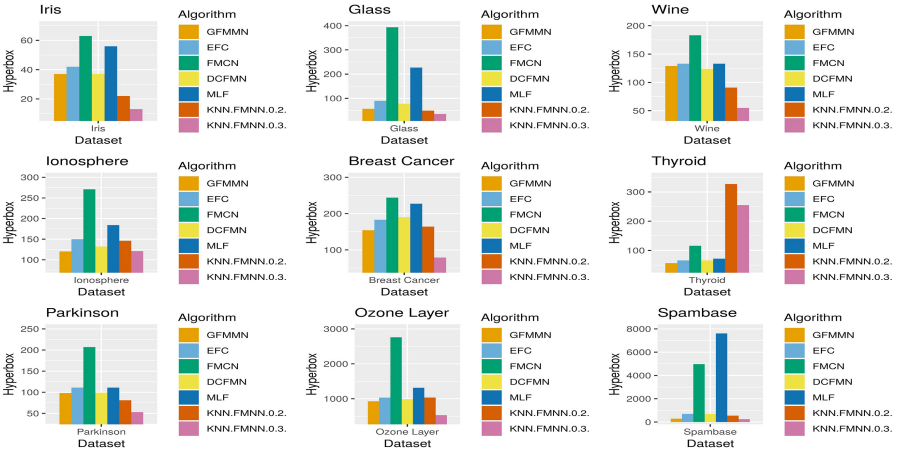 Iris
Hyperbox
60
40
20
Iris
Dataset
Algorithm
GFMMN
EFC
FMCN
DCFMN
MLF
KNN.FMNN.0.2.
KNN.FMNN.0.3.
Glass
Hyperbox
400
300
200
100
Glass
Dataset
Algorithm
GFMMN
EFC
FMCN
DCFMN
MLF
KNN.FMNN.0.2.
KNN.FMNN.0.3.
Wine
Hyperbox
200
150
100
50
Wine
Dataset
Algorithm
GFMMN
EFC
FMCN
DCFMN
MLF
KNN.FMNN.0.2.
KNN.FMNN.0.3.
Ionosphere
Hyperbox
300
250
200
150
100
Ionosphere
Dataset
Algorithm
GFMMN
EFC
FMCN
DCFMN
MLF
KNN.FMNN.0.2.
KNN.FMNN.0.3.
Breast Cancer
Hyperbox
300
200
100
Breast Cancer
Dataset
Algorithm
GFMMN
EFC
FMCN
DCFMN
MLF
KNN.FMNN.0.2.
KNN.FMNN.0.3.
Thyroid
Hyperbox
300
200
100
Thyroid
Dataset
Algorithm
GFMMN
EFC
FMCN
DCFMN
MLF
KNN.FMNN.0.2.
KNN.FMNN.0.3.
Parkinson
Hyperbox
250
200
150
100
50
Parkinson
Dataset
Algorithm
GFMMN
EFC
FMCN
DCFMN
MLF
KNN.FMNN.0.2.
KNN.FMNN.0.3.
Ozone Layer
Hyperbox
3000
2000
1000
Ozone Layer
Dataset
Algorithm
GFMMN
EFC
FMCN
DCFMN
MLF
KNN.FMNN.0.2.
KNN.FMNN.0.3.
Spambase
Hyperbox
8000
6000
4000
2000
0
Spambase
Dataset
Algorithm
GFMMN
EFC
FMCN
DCFMN
MLF
KNN.FMNN.0.2.
KNN.FMNN.0.3.